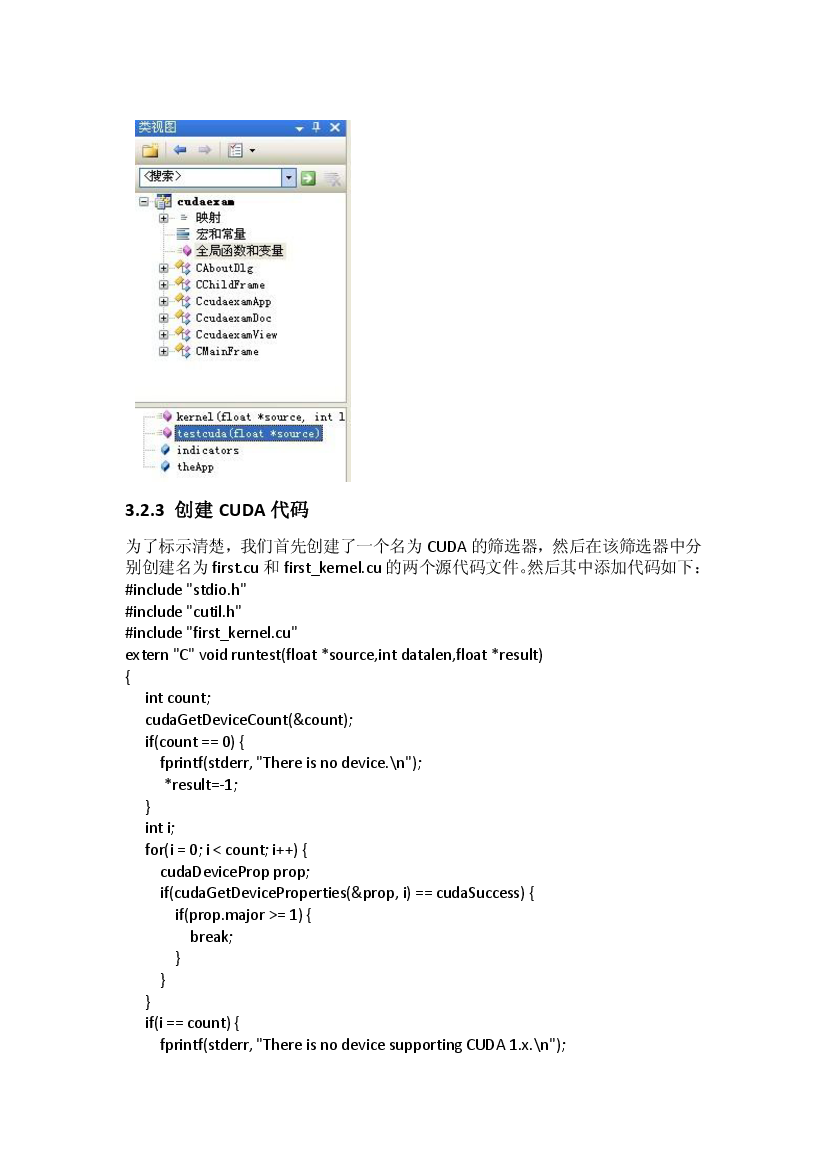 类视图
<搜索>
cudaexam
映射
宏和常量
全局函数和变量
CAboutDlg
CChildFrame
CcudaexamApp
CcudaexamDoc
CcudaexamView
CMainFrame
kernel(float *source, int l
testcuda(float *source)
indicators
theApp
3.2.3 创建 CUDA 代码
为了标示清楚，我们首先创建了一个名为 CUDA 的筛选器，然后在该筛选器中分
别创建名为 first.cu 和 first_kernel.cu 的两个源代码文件。然后其中添加代码如下：
#include "stdio.h"
#include "cutil.h"
#include "first_kernel.cu"
extern "C" void runtest(float *source,int datalen,float *result)
{
int count;
cudaGetDeviceCount(&count);
if(count == 0) {
fprintf(stderr, "There is no device.\n");
*result=-1;
}
int i;
for(i = 0; i < count; i++) {
cudaDeviceProp prop;
if(cudaGetDeviceProperties(&prop, i) == cudaSuccess) {
if(prop.major >= 1) {
break;
}
}
}
if(i == count) {
fprintf(stderr, "There is no device supporting CUDA 1.x.\n");